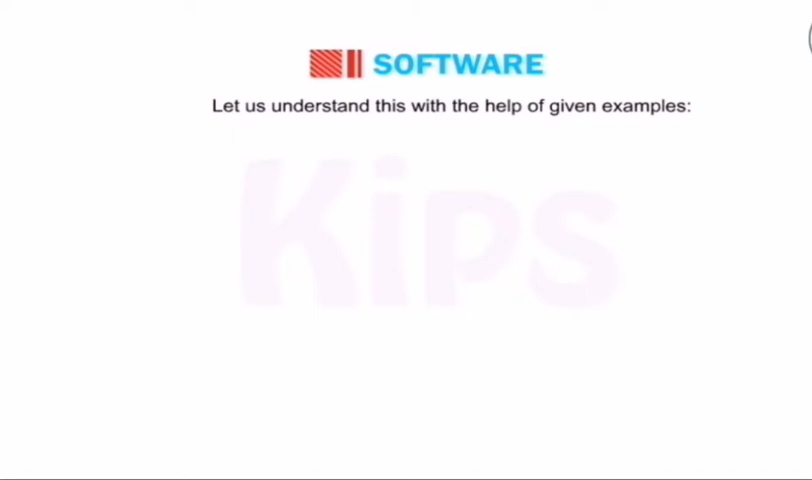 SOFTWARE
Let us understand this with the help of given examples:
Kips